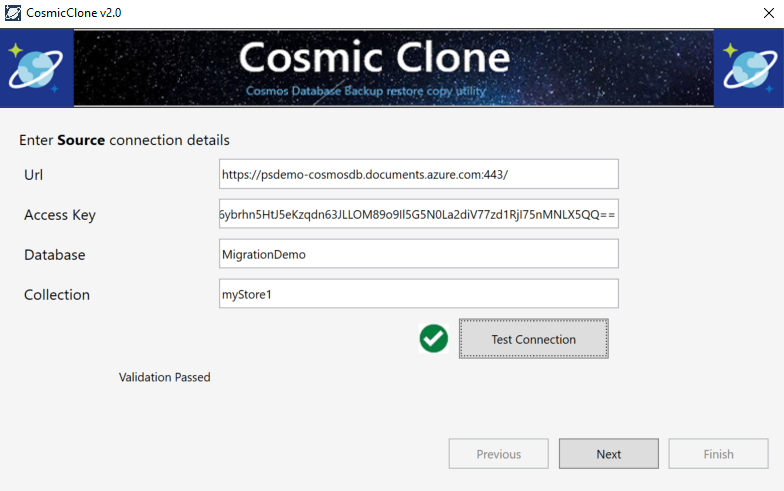 CosmicClone v2.0
Cosmic Clone
Cosmos Database Backup restore copy utility
Enter Source connection details
Url
https://psdemo-cosmosdb.documents.azure.com:443/
Access Key
6ybrhn5HtJ5eKzqdn63JLLOM89o9Il5G5N0La2diV77zd1RjI75nMNLX5QQ==
Database
MigrationDemo
Collection
myStore1
Test Connection
Validation Passed
Previous
Next
Finish